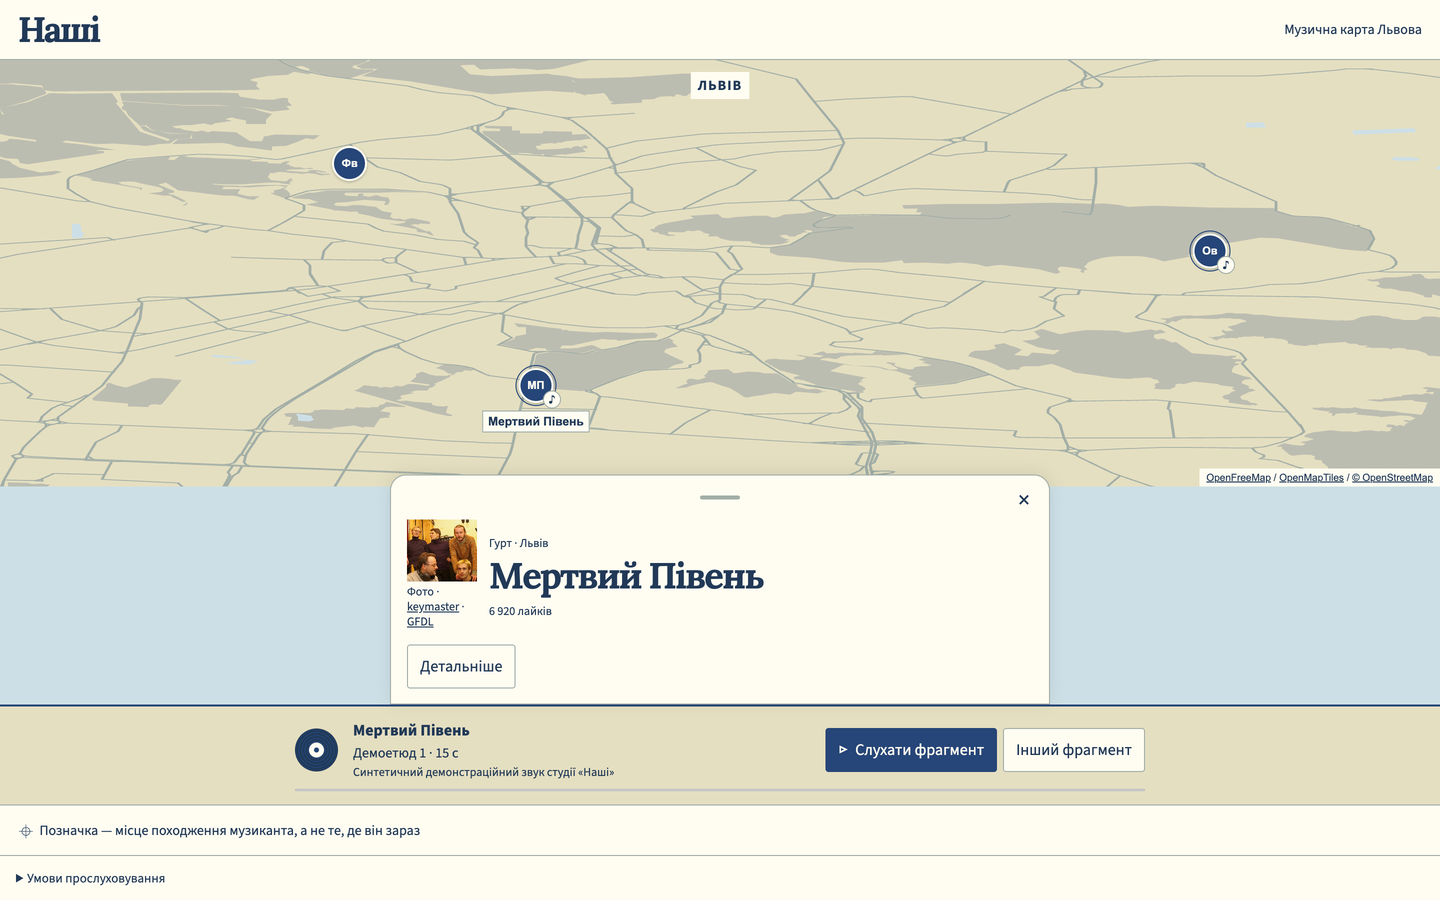 Наші
Музична карта Львова
ЛЬВІВ
Фв
Ов
♪
МП
♪
Мертвий Півень
OpenFreeMap / OpenMapTiles / © OpenStreetMap
×
Гурт · Львів
Мертвий Півень
6 920 лайків
Фото ·
keymaster ·
GFDL
Детальніше
Мертвий Півень
Демоетюд 1 · 15 с
Синтетичний демонстраційний звук студії «Наші»
Слухати фрагмент
Інший фрагмент
Позначка — місце походження музиканта, а не те, де він зараз
Умови прослуховування